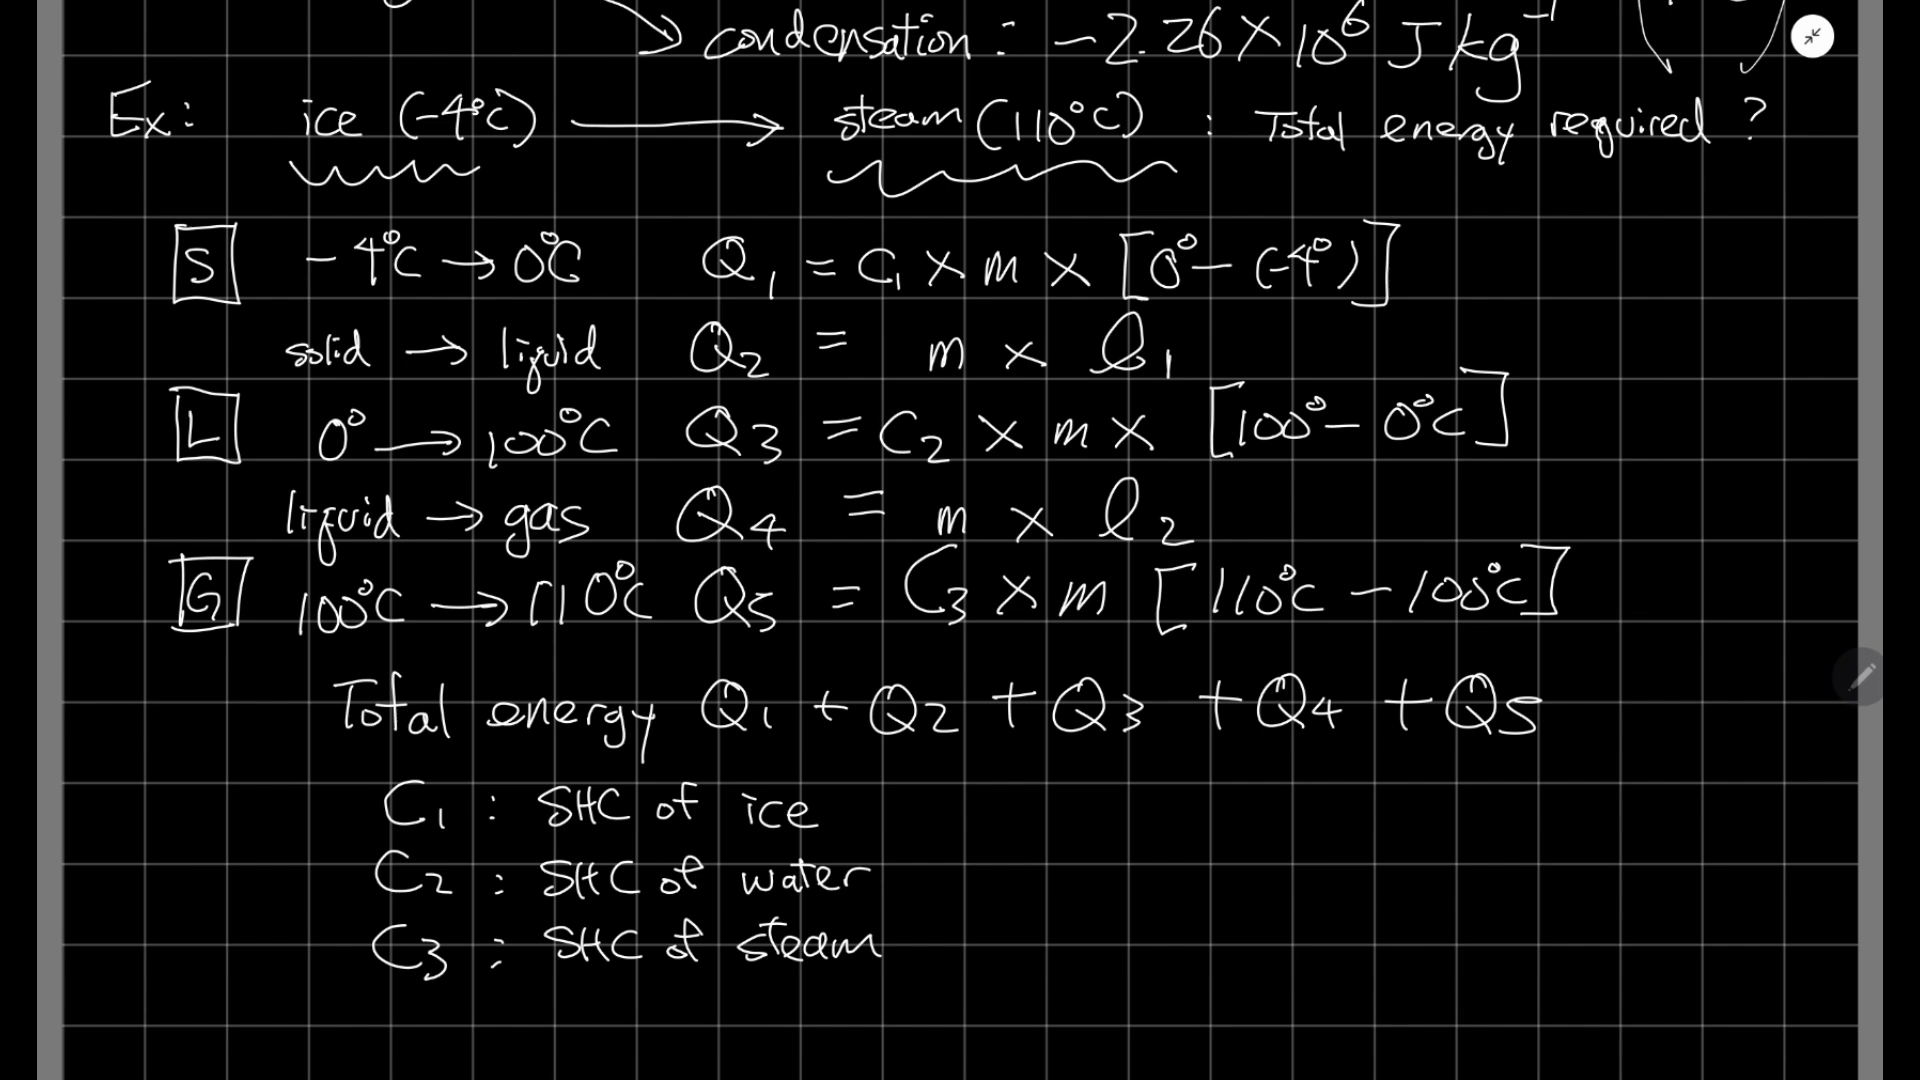 condensation : -2.26 × 10⁶ J kg⁻¹
Ex: ice (-4°C) → steam (110°C) : Total energy required ?
S -4°C → 0°C Q₁ = C₁ × m × [0° - (-4°)]
solid → liquid Q₂ = m × l₁
L 0° → 100°C Q₃ = C₂ × m × [100° - 0°C]
liquid → gas Q₄ = m × l₂
G 100°C → 110°C Q₅ = C₃ × m [110°C - 100°C]
Total energy Q₁ + Q₂ + Q₃ + Q₄ + Q₅
C₁ : SHC of ice
C₂ : SHC of water
C₃ : SHC of steam